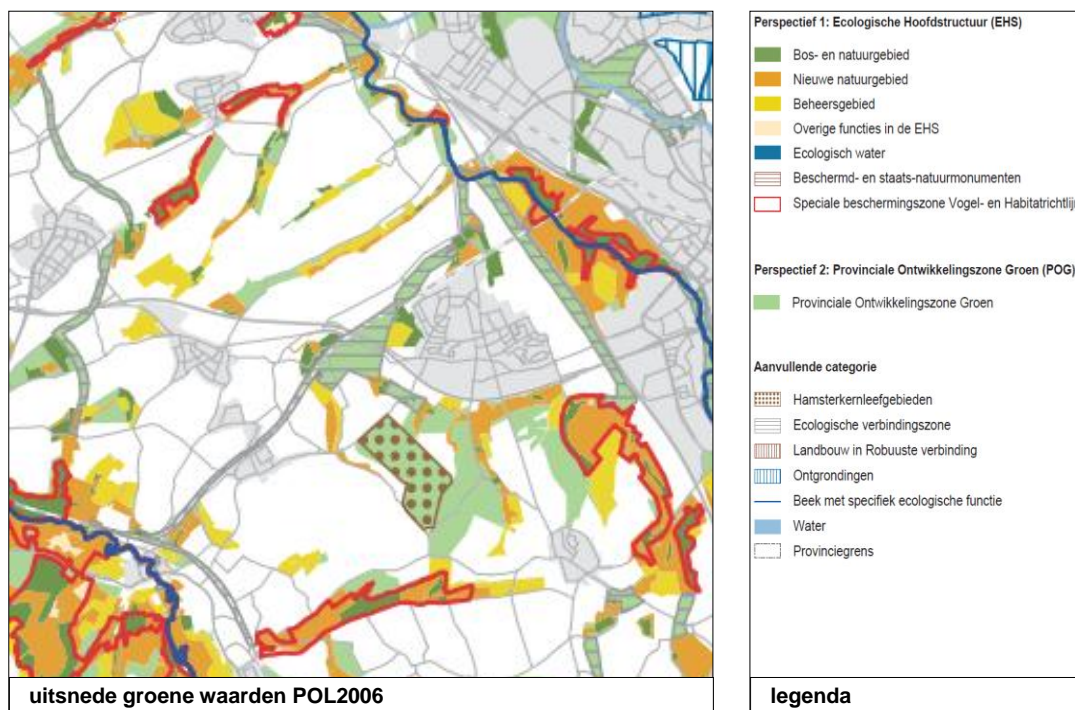 Perspectief 1: Ecologische Hoofdstructuur (EHS)
Bos- en natuurgebied
Nieuwe natuurgebied
Beheersgebied
Overige functies in de EHS
Ecologisch water
Beschermd- en staats-natuurmonumenten
Speciale beschermingszone Vogel- en Habitatrichtlij
Perspectief 2: Provinciale Ontwikkelingszone Groen (POG)
Provinciale Ontwikkelingszone Groen
Aanvullende categorie
Hamsterkernleefgebieden
Ecologische verbindingszone
Landbouw in Robuuste verbinding
Ontgrondingen
Beek met specifiek ecologische functie
Water
Provinciegrens
uitsnede groene waarden POL2006
legenda